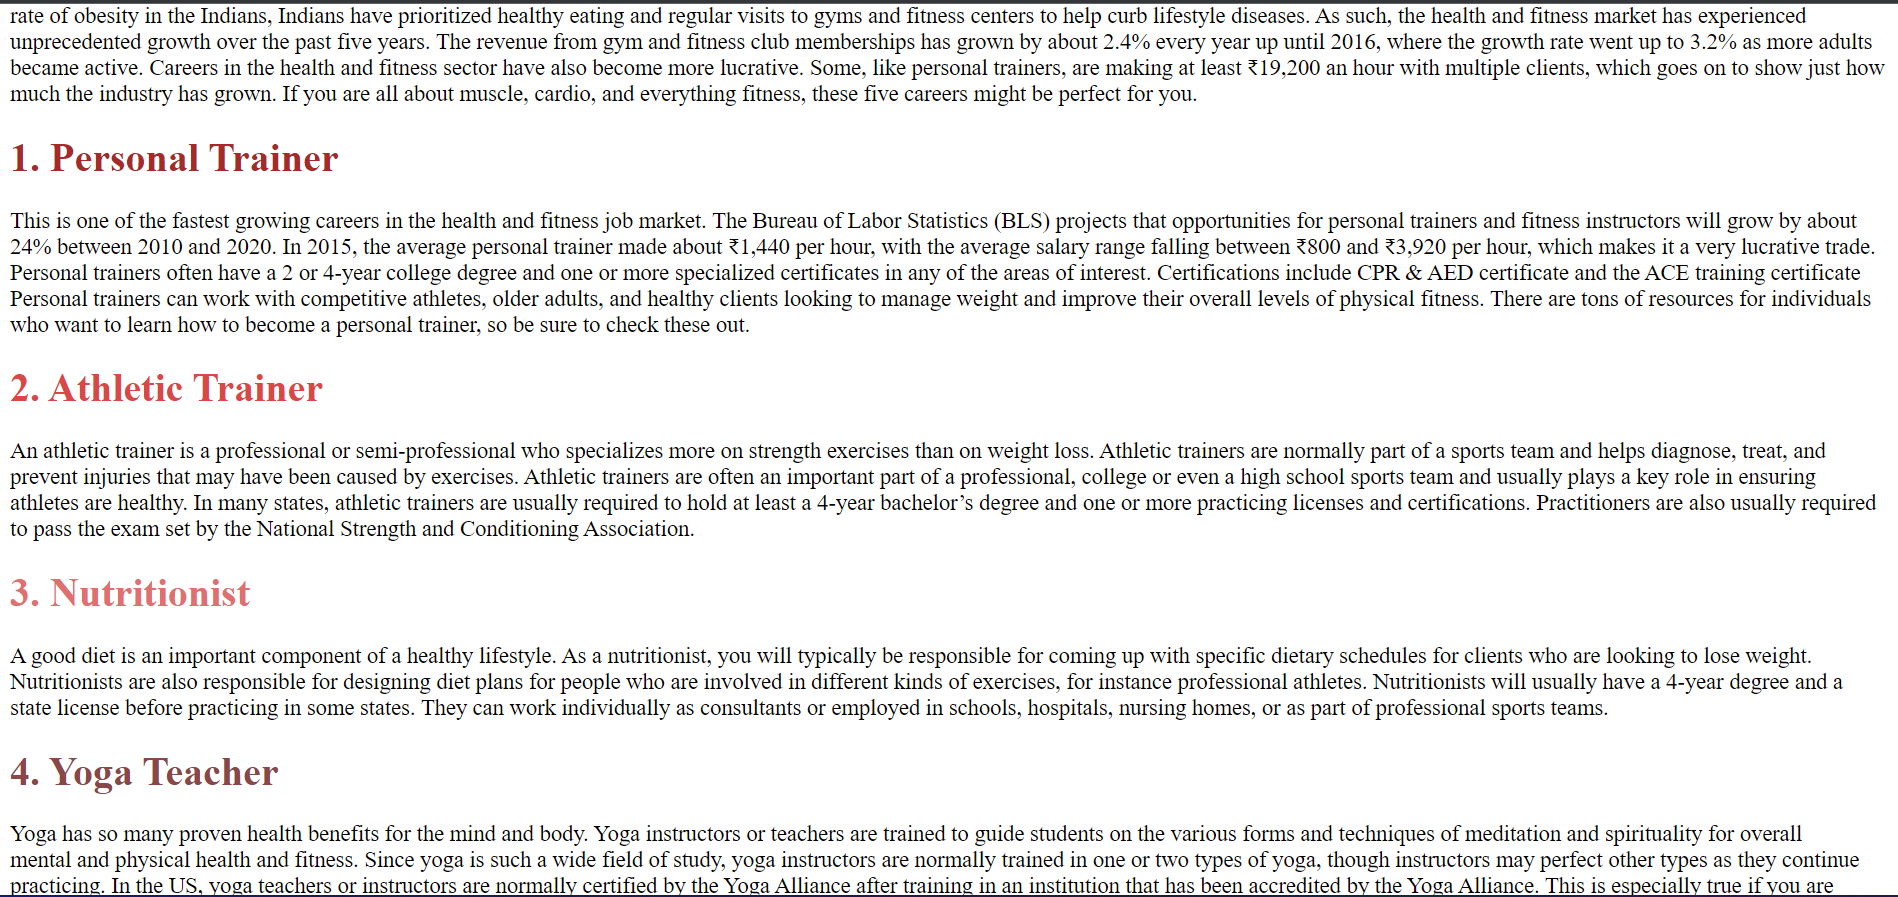 rate of obesity in the Indians, Indians have prioritized healthy eating and regular visits to gyms and fitness centers to help curb lifestyle diseases. As such, the health and fitness market has experienced
unprecedented growth over the past five years. The revenue from gym and fitness club memberships has grown by about 2.4% every year up until 2016, where the growth rate went up to 3.2% as more adults
became active. Careers in the health and fitness sector have also become more lucrative. Some, like personal trainers, are making at least ₹19,200 an hour with multiple clients, which goes on to show just how
much the industry has grown. If you are all about muscle, cardio, and everything fitness, these five careers might be perfect for you.
1. Personal Trainer
This is one of the fastest growing careers in the health and fitness job market. The Bureau of Labor Statistics (BLS) projects that opportunities for personal trainers and fitness instructors will grow by about
24% between 2010 and 2020. In 2015, the average personal trainer made about ₹1,440 per hour, with the average salary range falling between ₹800 and ₹3,920 per hour, which makes it a very lucrative trade.
Personal trainers often have a 2 or 4-year college degree and one or more specialized certificates in any of the areas of interest. Certifications include CPR & AED certificate and the ACE training certificate
Personal trainers can work with competitive athletes, older adults, and healthy clients looking to manage weight and improve their overall levels of physical fitness. There are tons of resources for individuals
who want to learn how to become a personal trainer, so be sure to check these out.
2. Athletic Trainer
An athletic trainer is a professional or semi-professional who specializes more on strength exercises than on weight loss. Athletic trainers are normally part of a sports team and helps diagnose, treat, and
prevent injuries that may have been caused by exercises. Athletic trainers are often an important part of a professional, college or even a high school sports team and usually plays a key role in ensuring
athletes are healthy. In many states, athletic trainers are usually required to hold at least a 4-year bachelor’s degree and one or more practicing licenses and certifications. Practitioners are also usually required
to pass the exam set by the National Strength and Conditioning Association.
3. Nutritionist
A good diet is an important component of a healthy lifestyle. As a nutritionist, you will typically be responsible for coming up with specific dietary schedules for clients who are looking to lose weight.
Nutritionists are also responsible for designing diet plans for people who are involved in different kinds of exercises, for instance professional athletes. Nutritionists will usually have a 4-year degree and a
state license before practicing in some states. They can work individually as consultants or employed in schools, hospitals, nursing homes, or as part of professional sports teams.
4. Yoga Teacher
Yoga has so many proven health benefits for the mind and body. Yoga instructors or teachers are trained to guide students on the various forms and techniques of meditation and spirituality for overall
mental and physical health and fitness. Since yoga is such a wide field of study, yoga instructors are normally trained in one or two types of yoga, though instructors may perfect other types as they continue
practicing. In the US, yoga teachers or instructors are normally certified by the Yoga Alliance after training in an institution that has been accredited by the Yoga Alliance. This is especially true if you are